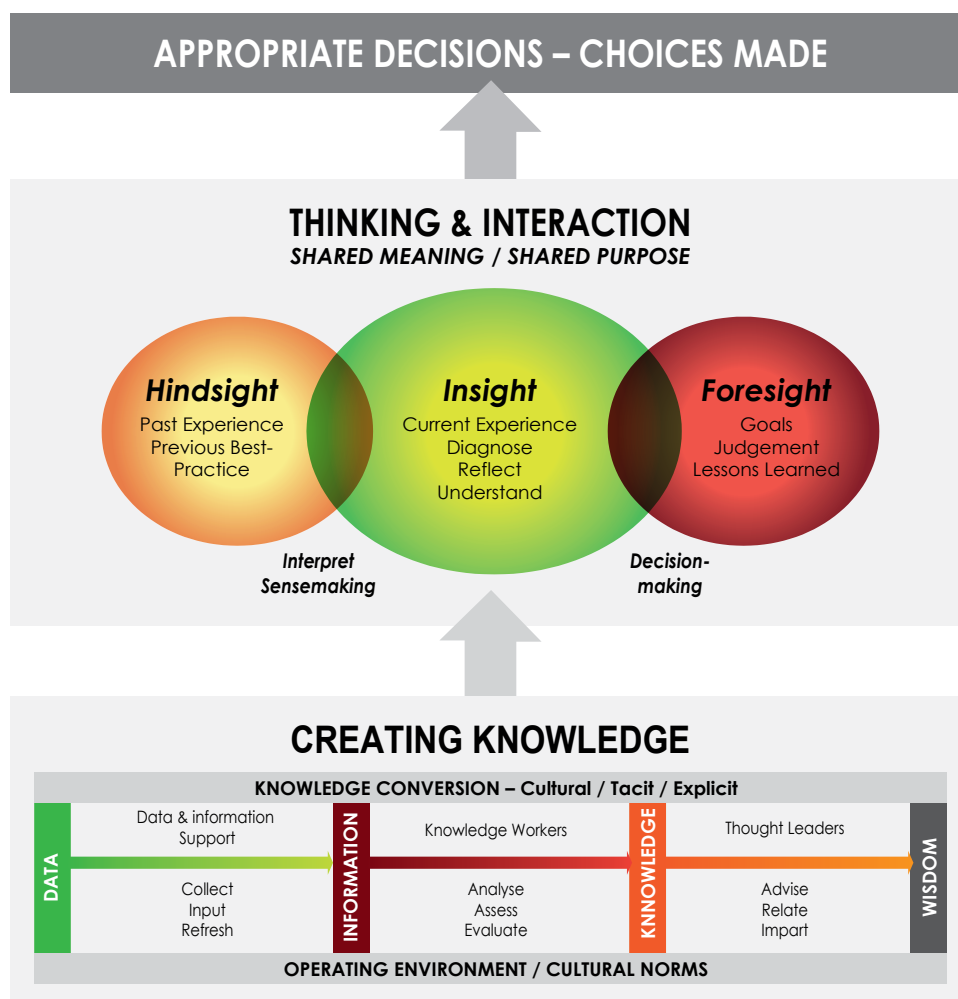 APPROPRIATE DECISIONS – CHOICES MADE
THINKING & INTERACTION
SHARED MEANING / SHARED PURPOSE
Hindsight
Past Experience
Previous Best-
Practice
Insight
Current Experience
Diagnose
Reflect
Understand
Foresight
Goals
Judgement
Lessons Learned
Interpret
Sensemaking
Decision-
making
CREATING KNOWLEDGE
KNOWLEDGE CONVERSION – Cultural / Tacit / Explicit
DATA
Data & information
Support
Collect
Input
Refresh
INFORMATION
Knowledge Workers
Analyse
Assess
Evaluate
KNNOWLEDGE
Thought Leaders
Advise
Relate
Impart
WISDOM
OPERATING ENVIRONMENT / CULTURAL NORMS